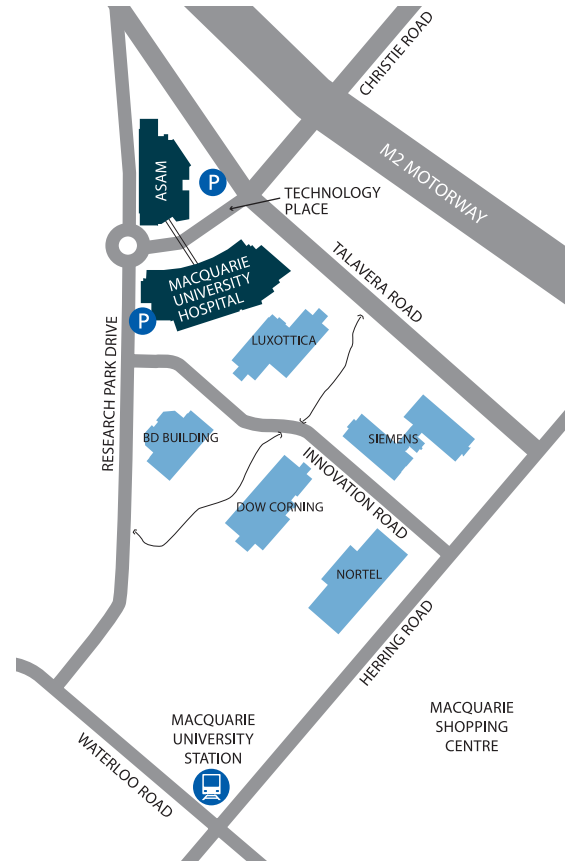 CHRISTIE ROAD
M2 MOTORWAY
ASAM
P
TECHNOLOGY
PLACE
TALAVERA ROAD
MACQUARIE
UNIVERSITY
HOSPITAL
P
LUXOTTICA
RESEARCH PARK DRIVE
BD BUILDING
SIEMENS
INNOVATION ROAD
DOW CORNING
NORTEL
HERRING ROAD
MACQUARIE
SHOPPING
CENTRE
MACQUARIE
UNIVERSITY
STATION
WATERLOO ROAD